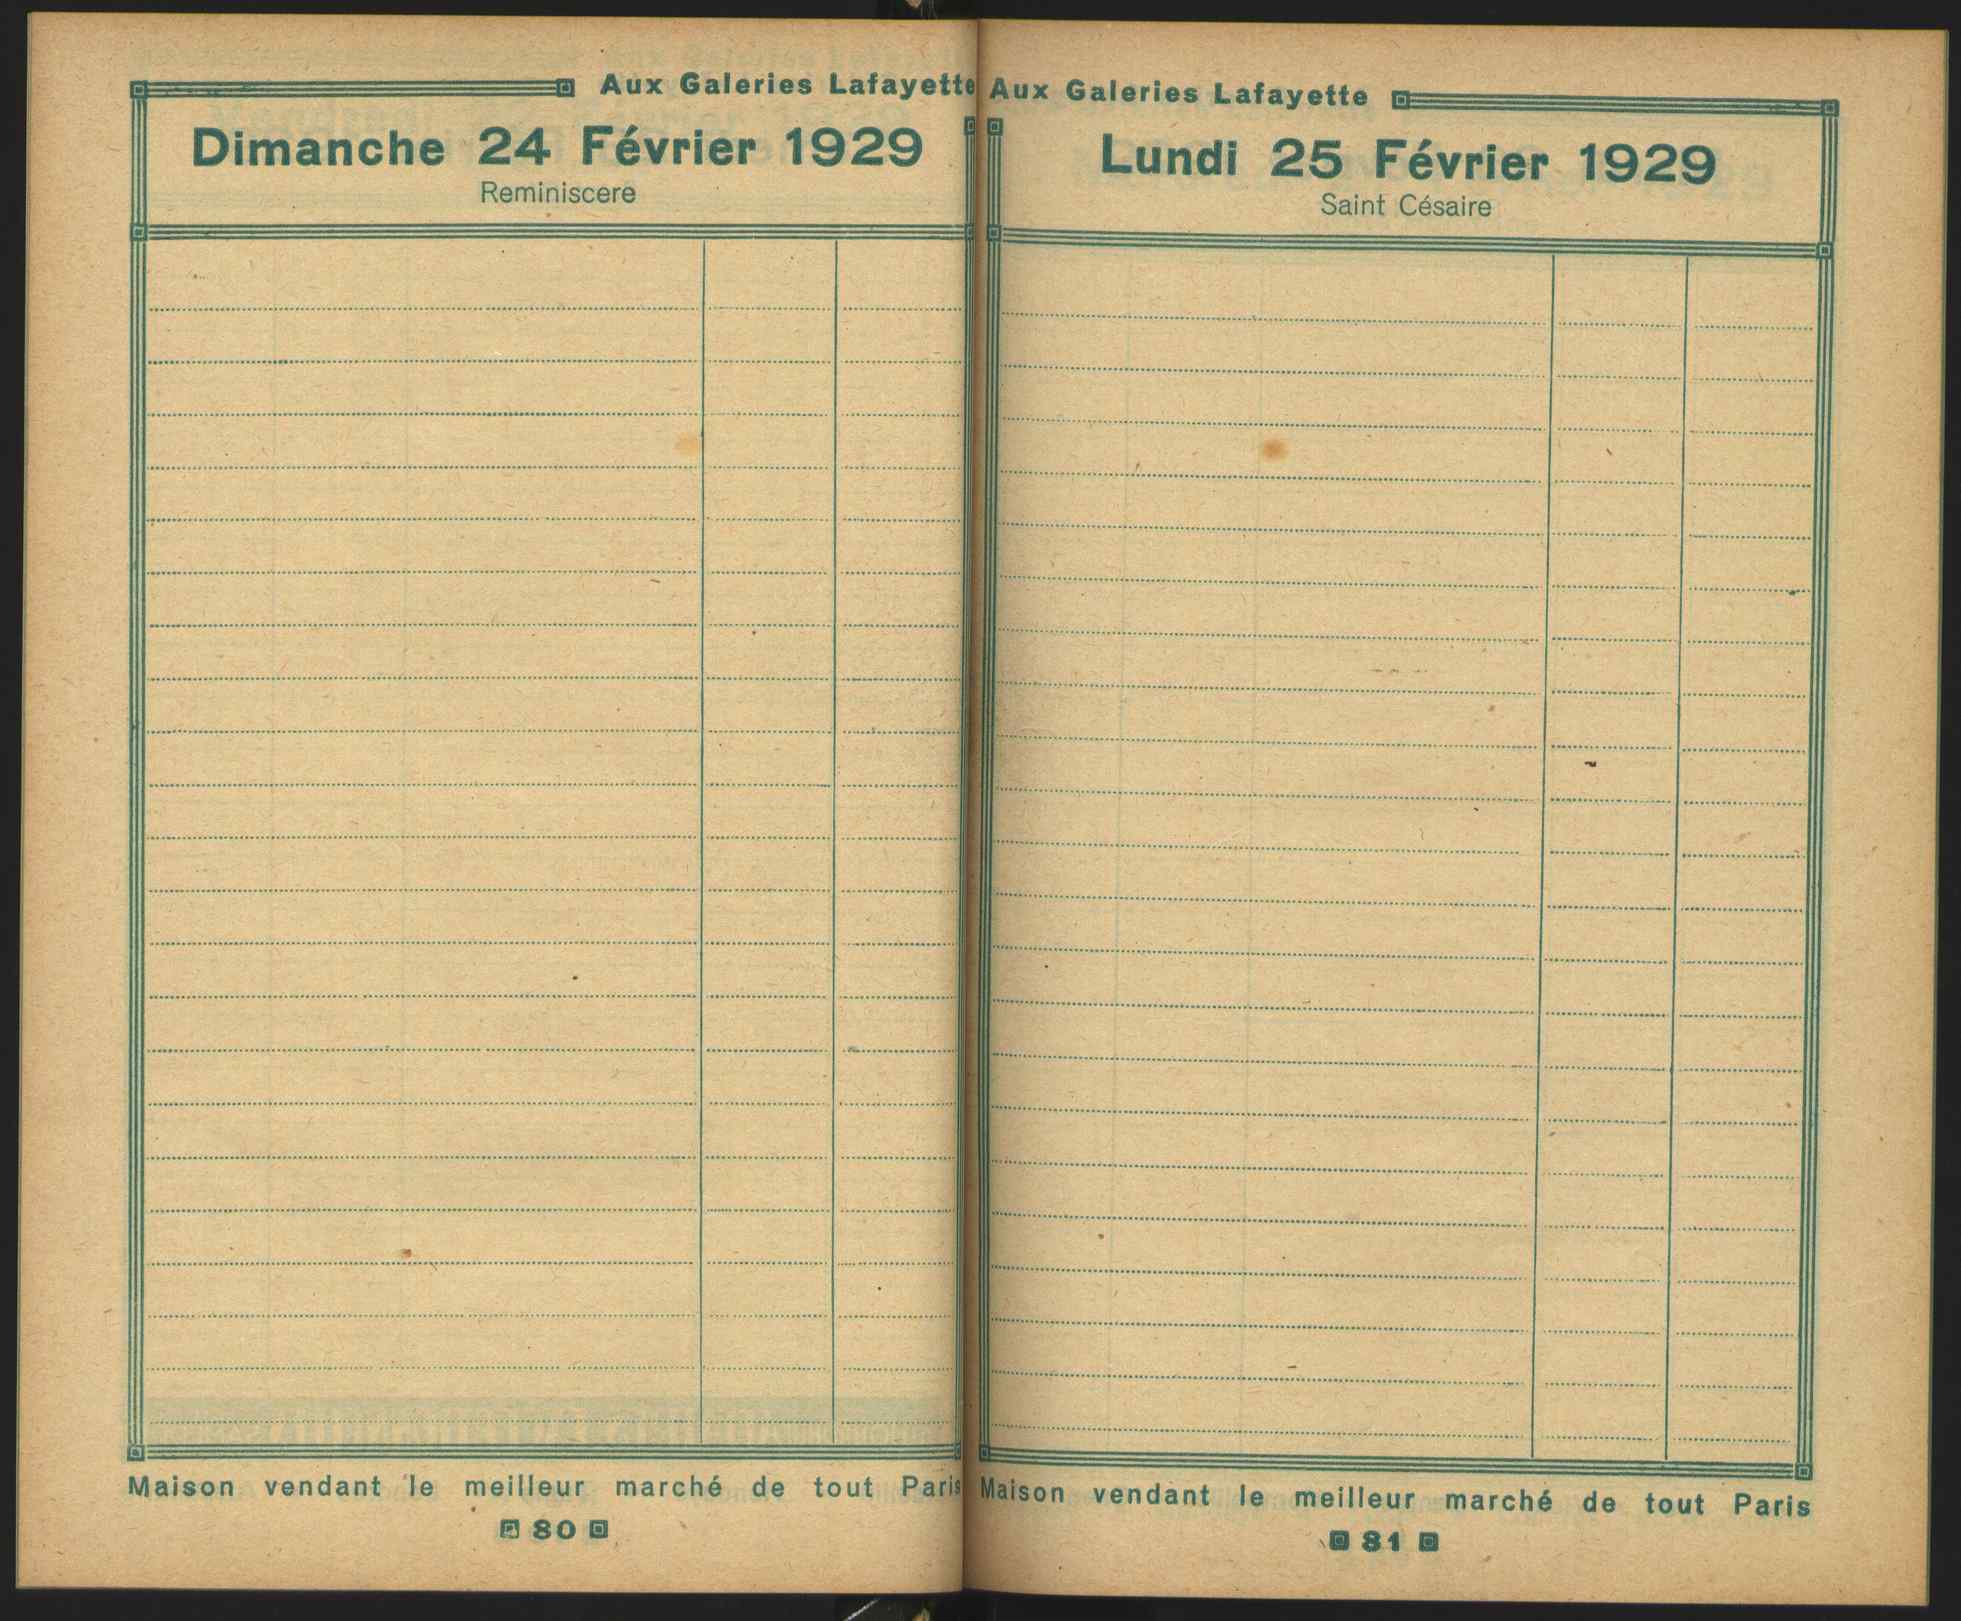 Aux Galeries Lafayette
Dimanche 24 Février 1929
Reminiscere
Maison vendant le meilleur marché de tout Paris
80
Aux Galeries Lafayette
Lundi 25 Février 1929
Saint Césaire
Maison vendant le meilleur marché de tout Paris
81